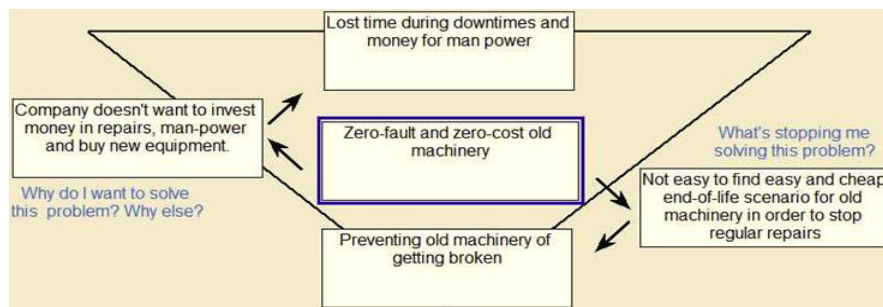 Lost time during downtimes and
money for man power
Company doesn't want to invest
money in repairs, man-power
and buy new equipment.
Zero-fault and zero-cost old
machinery
What's stopping me
solving this problem?
Why do I want to solve
this problem? Why else?
Not easy to find easy and cheap
end-of-life scenario for old
machinery in order to stop
regular repairs
Preventing old machinery of
getting broken